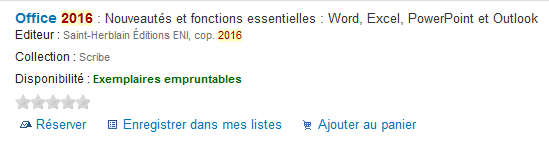 Office 2016 : Nouveautés et fonctions essentielles : Word, Excel, PowerPoint et Outlook
Editeur : Saint-Herblain Éditions ENI, cop. 2016
Collection : Scribe
Disponibilité : Exemplaires empruntables
Réserver Enregistrer dans mes listes Ajouter au panier